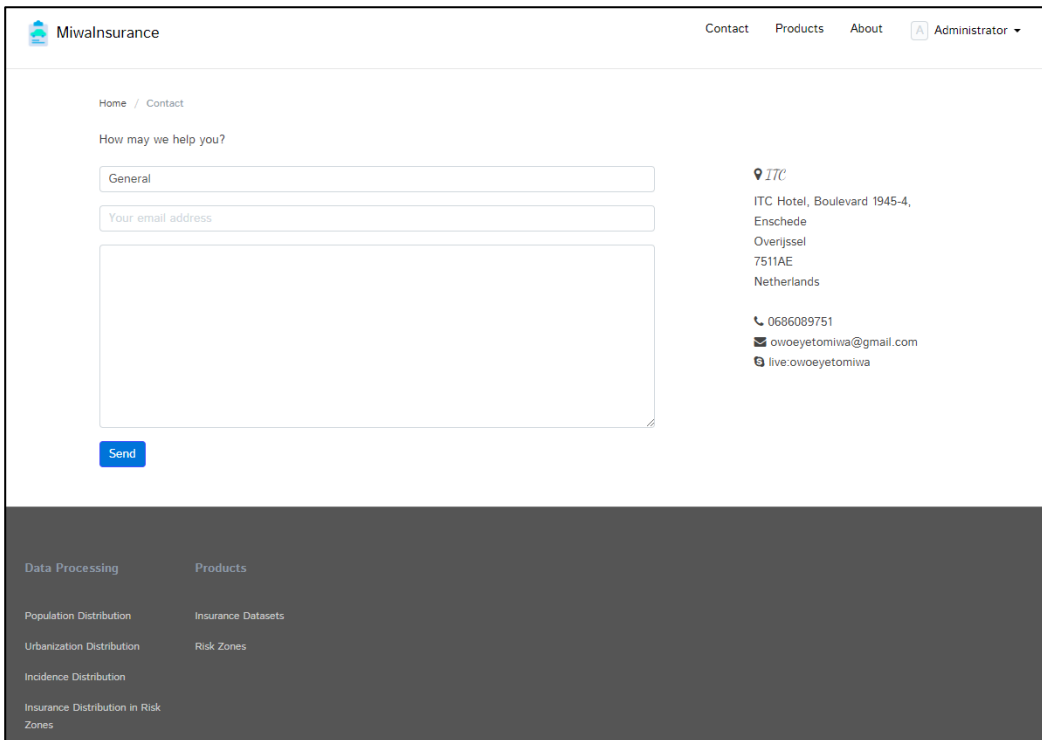 MiwaInsurance
Contact Products About A Administrator
Home / Contact
How may we help you?
General
Your email address
Send
ITC
ITC Hotel, Boulevard 1945-4,
Enschede
Overijssel
7511AE
Netherlands
0686089751
owoeyetomiwa@gmail.com
live:owoeyetomiwa
Data Processing
Population Distribution
Urbanization Distribution
Incidence Distribution
Insurance Distribution in Risk
Zones
Products
Insurance Datasets
Risk Zones